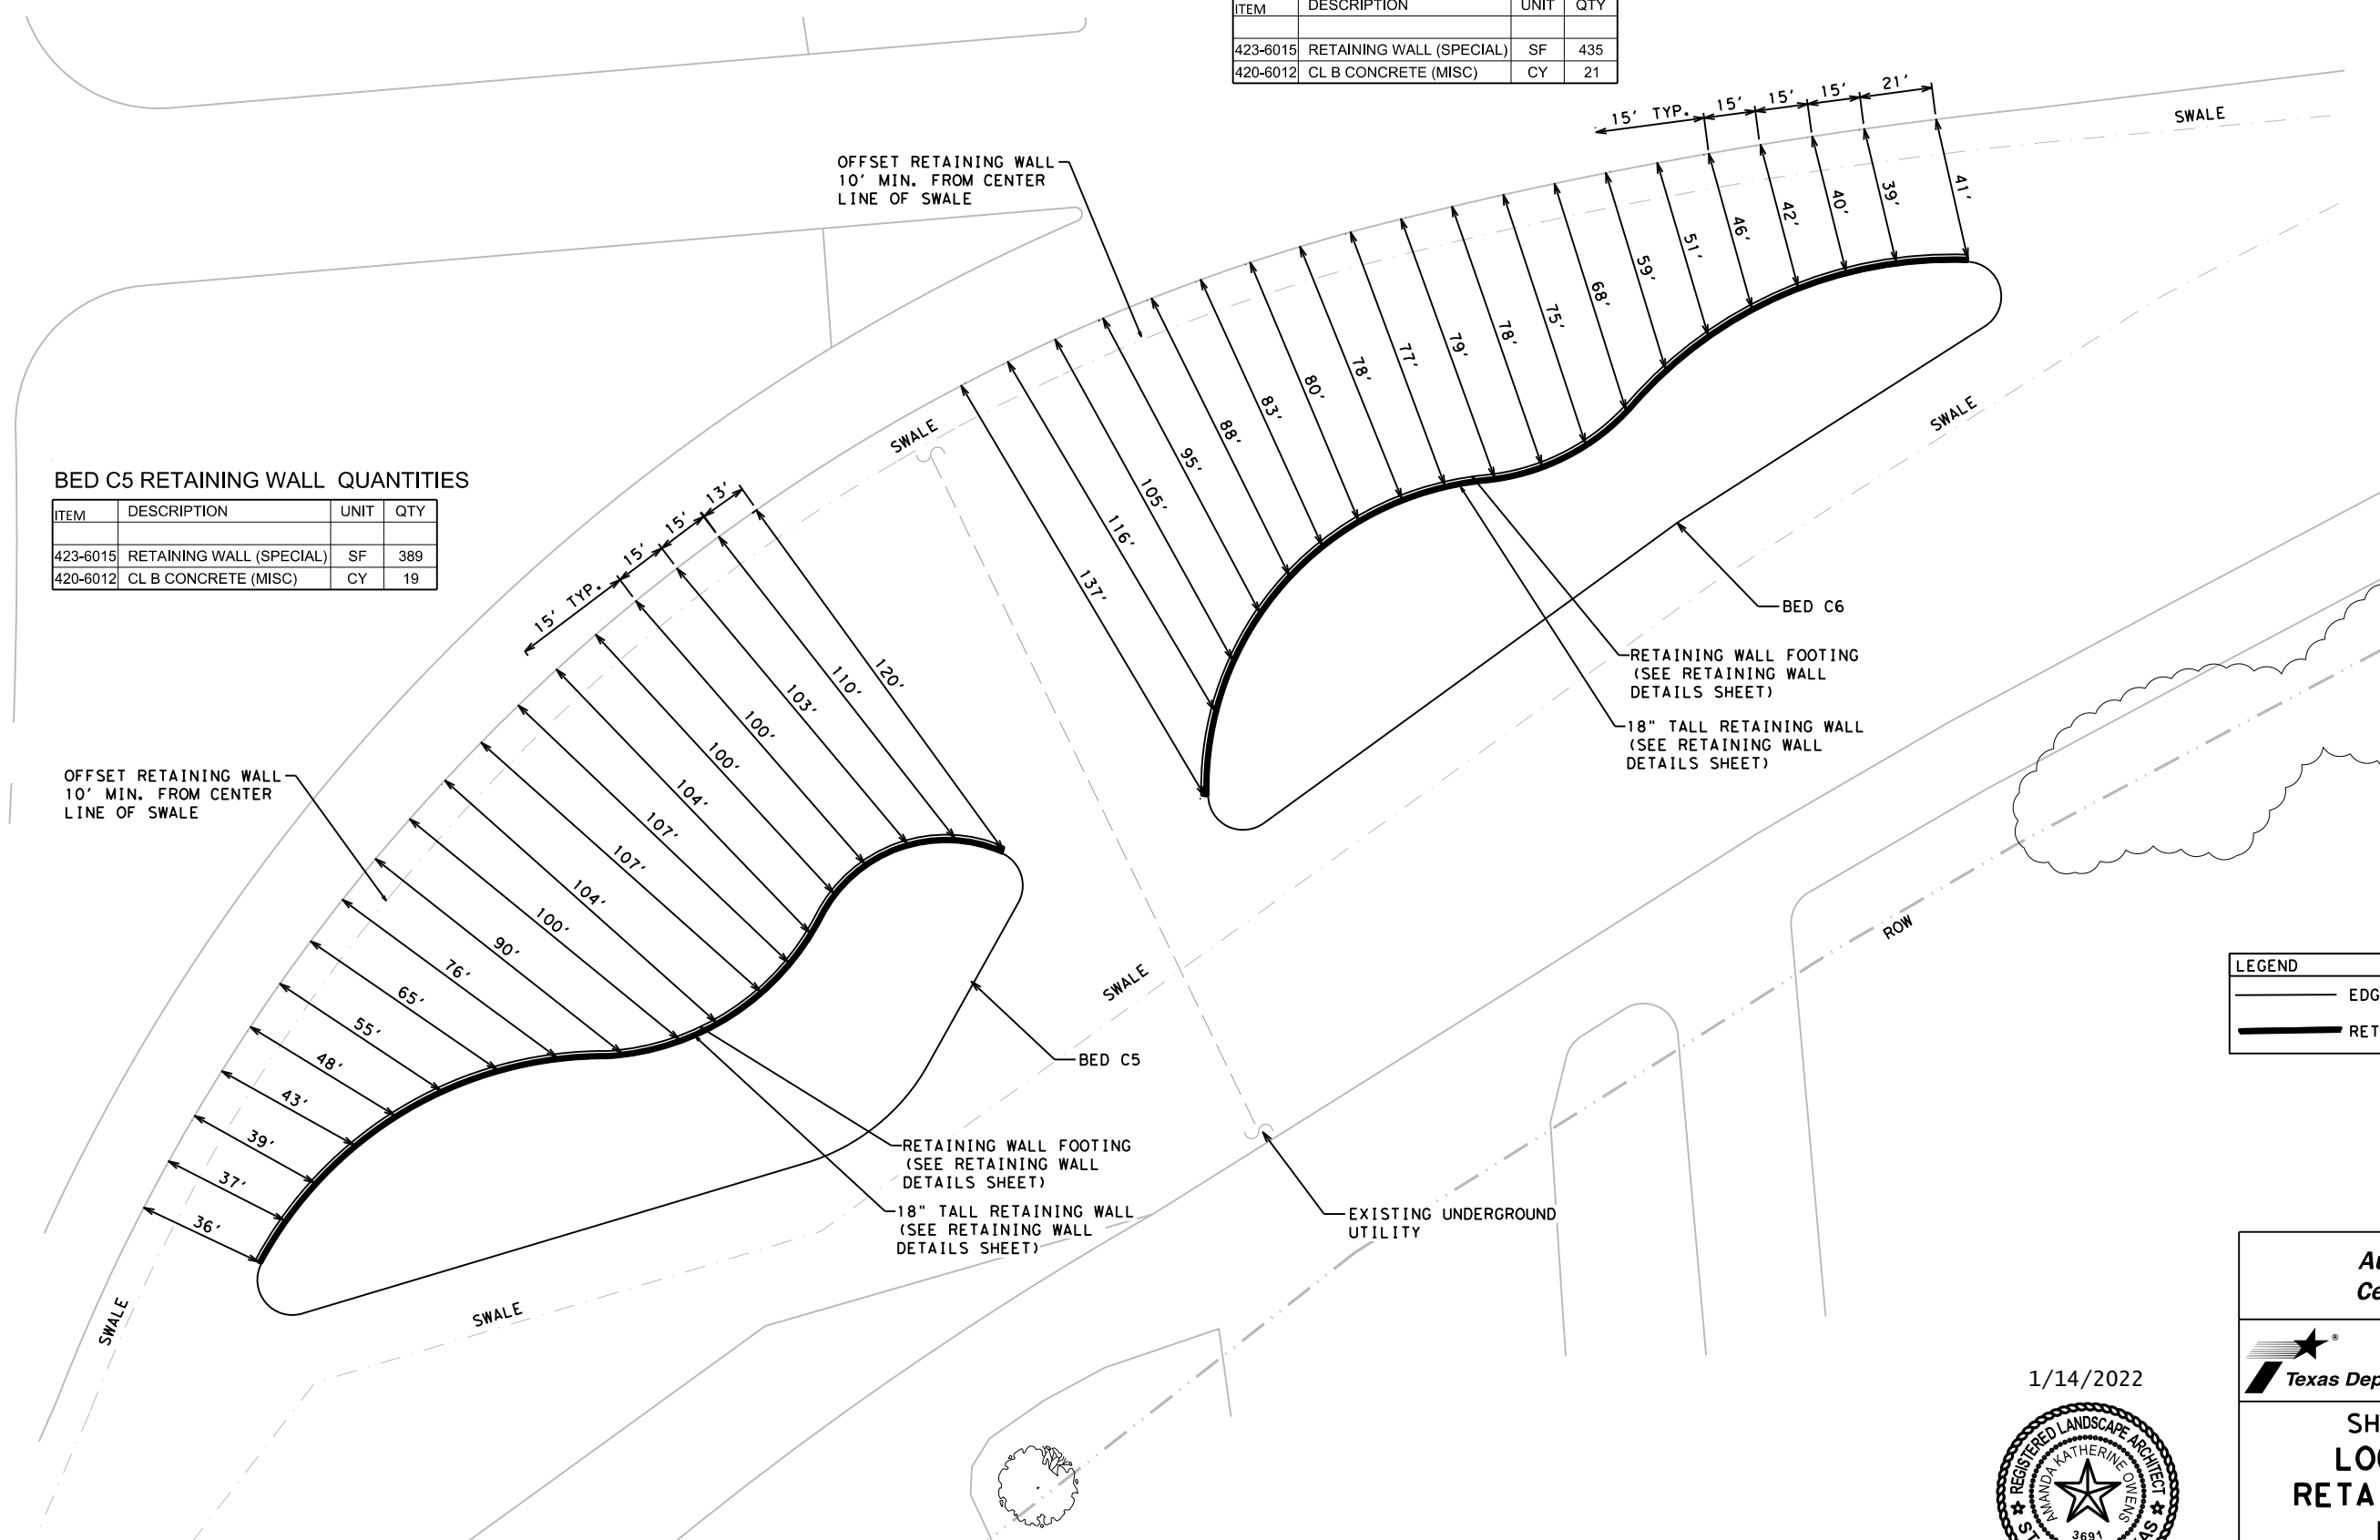 ITEM DESCRIPTION UNIT QTY
423-6015 RETAINING WALL (SPECIAL) SF 435
420-6012 CL B CONCRETE (MISC) CY 21
15' TYP. 15' 15' 15' 21'
SWALE
OFFSET RETAINING WALL
10' MIN. FROM CENTER
LINE OF SWALE
137' 116' 105' 95' 88' 83' 80' 78' 77' 79' 78' 75' 68' 59' 51' 46' 42' 40' 39' 41'
SWALE
SWALE
BED C5 RETAINING WALL QUANTITIES
ITEM DESCRIPTION UNIT QTY
423-6015 RETAINING WALL (SPECIAL) SF 389
420-6012 CL B CONCRETE (MISC) CY 19
15' TYP. 15' 15' 13'
BED C6
RETAINING WALL FOOTING
(SEE RETAINING WALL
DETAILS SHEET)
18" TALL RETAINING WALL
(SEE RETAINING WALL
DETAILS SHEET)
OFFSET RETAINING WALL
10' MIN. FROM CENTER
LINE OF SWALE
36' 37' 39' 43' 48' 55' 65' 76' 90' 100' 104' 107' 107' 104' 100' 100' 103' 110' 120'
SWALE
ROW
LEGEND
EDG
RET
BED C5
RETAINING WALL FOOTING
(SEE RETAINING WALL
DETAILS SHEET)
18" TALL RETAINING WALL
(SEE RETAINING WALL
DETAILS SHEET)
EXISTING UNDERGROUND
UTILITY
SWALE
SWALE
Au
Ce
®
Texas Dep
1/14/2022
REGISTERED LANDSCAPE ARCHITECT
AMANDA KATHERINE OWENS
3691
SH
LOC
RETA